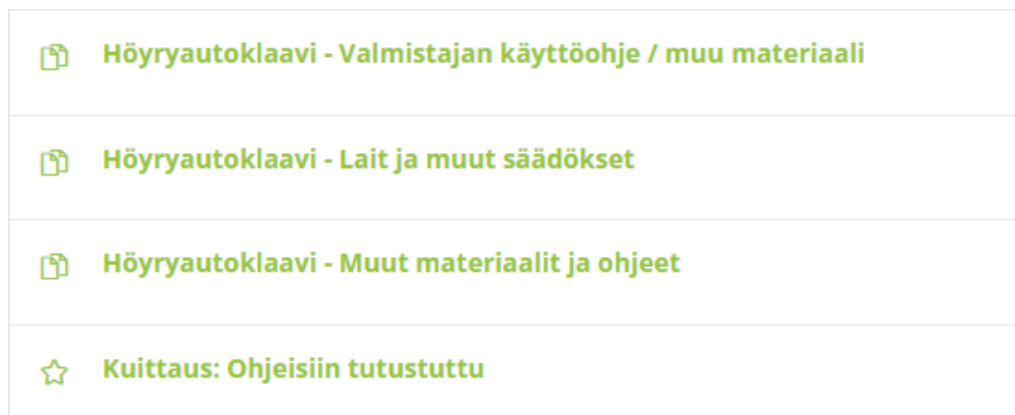 Höyryautoklaavi - Valmistajan käyttöohje / muu materiaali
Höyryautoklaavi - Lait ja muut säädökset
Höyryautoklaavi - Muut materiaalit ja ohjeet
Kuittaus: Ohjeisiin tutustuttu